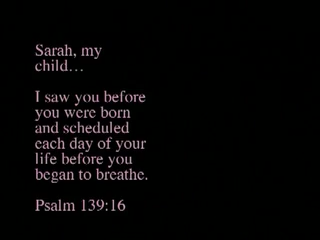 Sarah, my
child…
I saw you before
you were born
and scheduled
each day of your
life before you
began to breathe.
Psalm 139:16